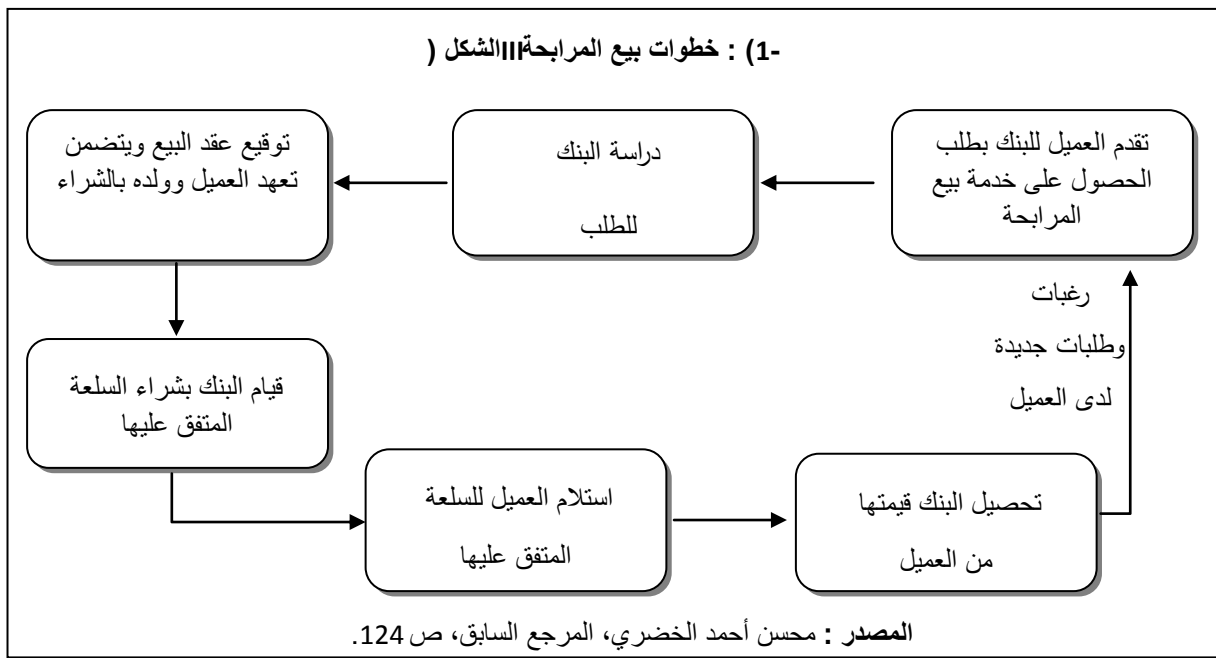 الشكل (III-1) : خطوات بيع المرابحة
تقدم العميل للبنك بطلب
الحصول على خدمة بيع
المرابحة
دراسة البنك
للطلب
توقيع عقد البيع ويتضمن
تعهد العميل وولده بالشراء
قيام البنك بشراء السلعة
المتفق عليها
استلام العميل للسلعة
المتفق عليها
تحصيل البنك قيمتها
من العميل
رغبات
وطلبات جديدة
لدى العميل
المصدر : محسن أحمد الخضري، المرجع السابق، ص 124.